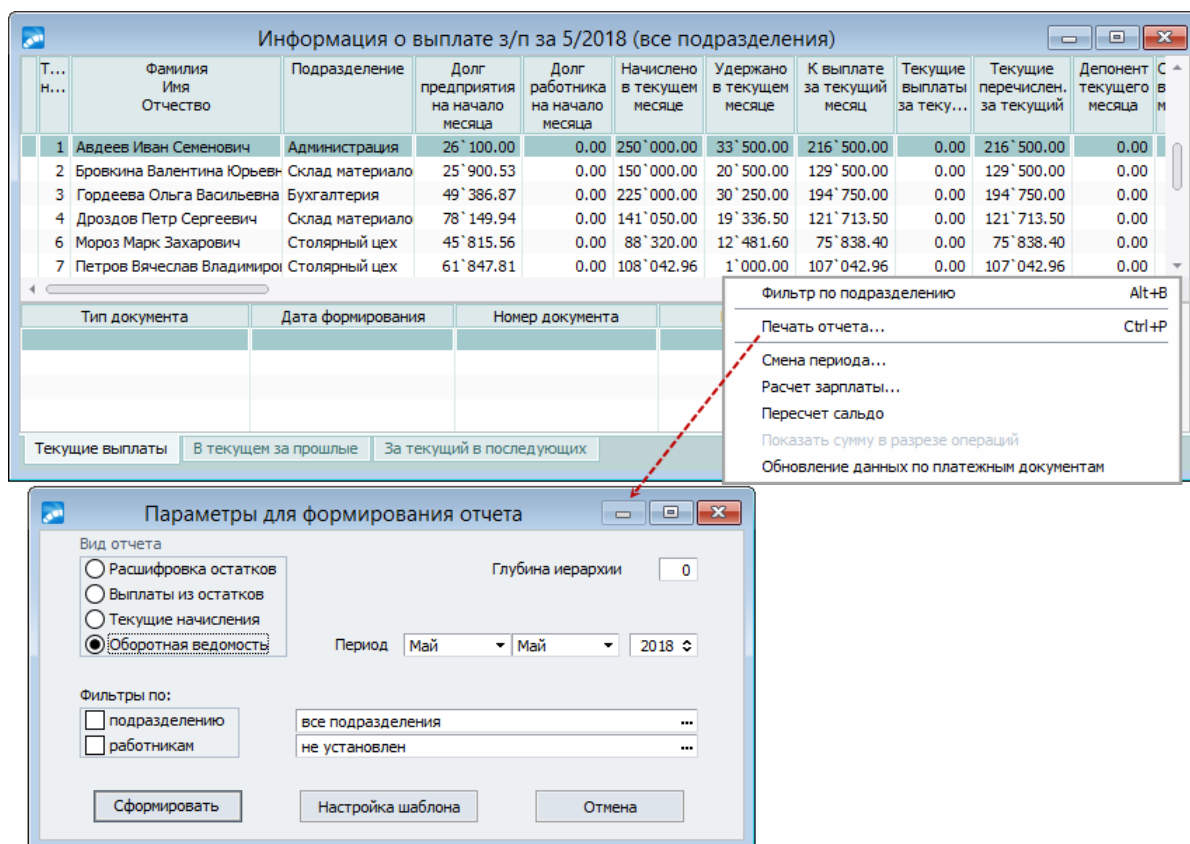 Информация о выплате з/п за 5/2018 (все подразделения)
Т... н... Фамилия Имя Отчество Подразделение Долг предприятия на начало месяца Долг работника на начало месяца Начислено в текущем месяце Удержано в текущем месяце К выплате за текущий месяц Текущие выплаты за теку... Текущие перечислен. за текущий Депонент текущего месяца
1 Авдеев Иван Семенович Администрация 26`100.00 0.00 250`000.00 33`500.00 216`500.00 0.00 216`500.00 0.00
2 Бровкина Валентина Юрьевн Склад материало 25`900.53 0.00 150`000.00 20`500.00 129`500.00 0.00 129`500.00 0.00
3 Гордеева Ольга Васильевна Бухгалтерия 49`386.87 0.00 225`000.00 30`250.00 194`750.00 0.00 194`750.00 0.00
4 Дроздов Петр Сергеевич Склад материало 78`149.94 0.00 141`050.00 19`336.50 121`713.50 0.00 121`713.50 0.00
6 Мороз Марк Захарович Столярный цех 45`815.56 0.00 88`320.00 12`481.60 75`838.40 0.00 75`838.40 0.00
7 Петров Вячеслав Владимиро Столярный цех 61`847.81 0.00 108`042.96 1`000.00 107`042.96 0.00 107`042.96 0.00
Тип документа Дата формирования Номер документа
Фильтр по подразделению Alt+B
Печать отчета... Ctrl+P
Смена периода...
Расчет зарплаты...
Пересчет сальдо
Показать сумму в разрезе операций
Обновление данных по платежным документам
Текущие выплаты В текущем за прошлые За текущий в последующих
Параметры для формирования отчета
Вид отчета
Расшифровка остатков Глубина иерархии 0
Выплаты из остатков
Текущие начисления
Оборотная ведомость Период Май Май 2018
Фильтры по:
подразделению все подразделения ...
работникам не установлен ...
Сформировать Настройка шаблона Отмена